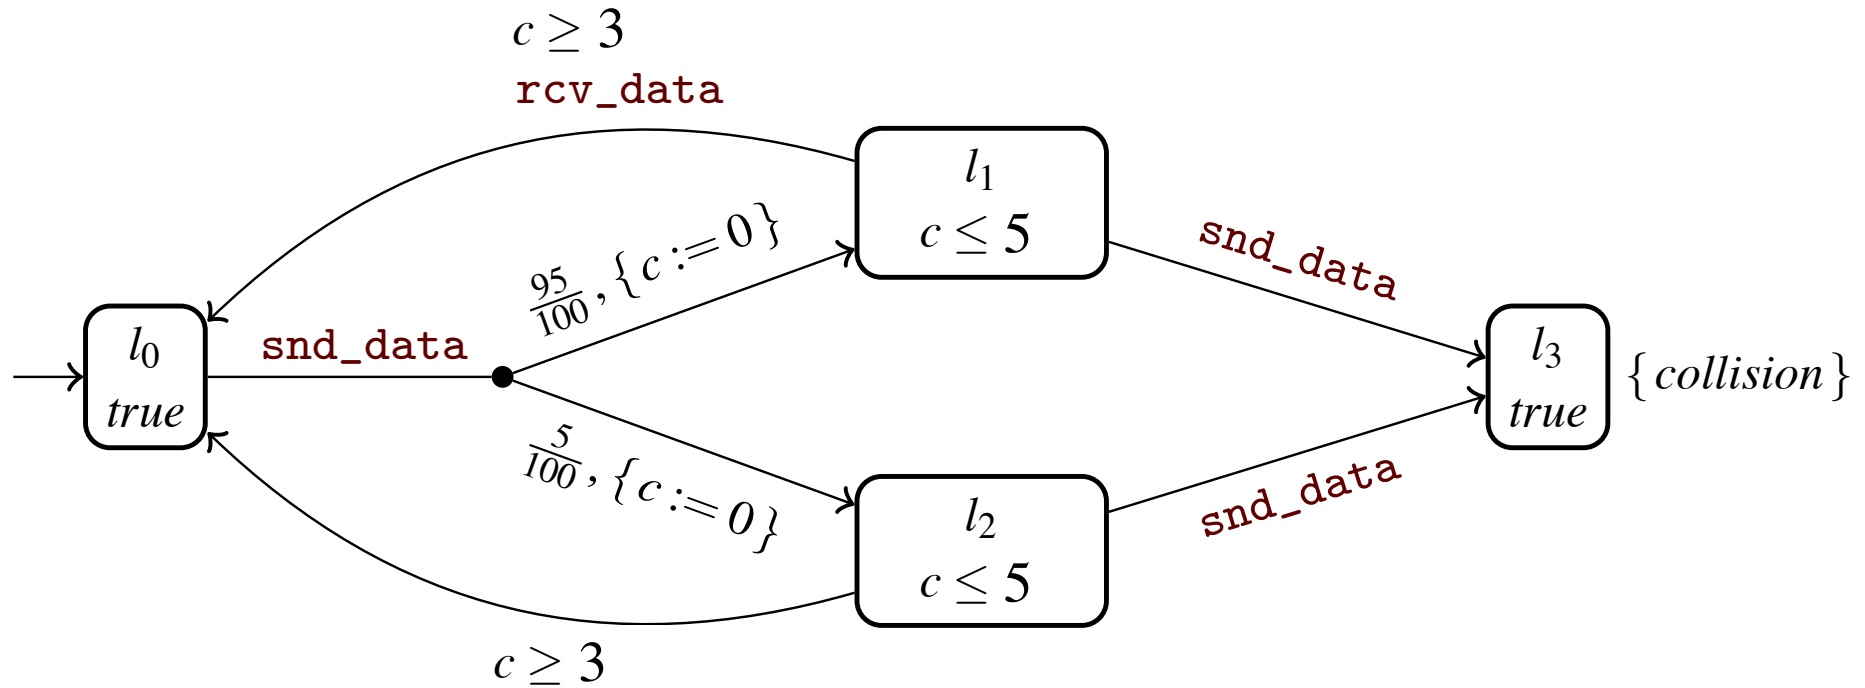 c ≥ 3
rcv_data
l₁
c ≤ 5
95/100, {c := 0}
snd_data
l₀
true
snd_data
l₃
true
{collision}
5/100, {c := 0}
l₂
c ≤ 5
snd_data
c ≥ 3